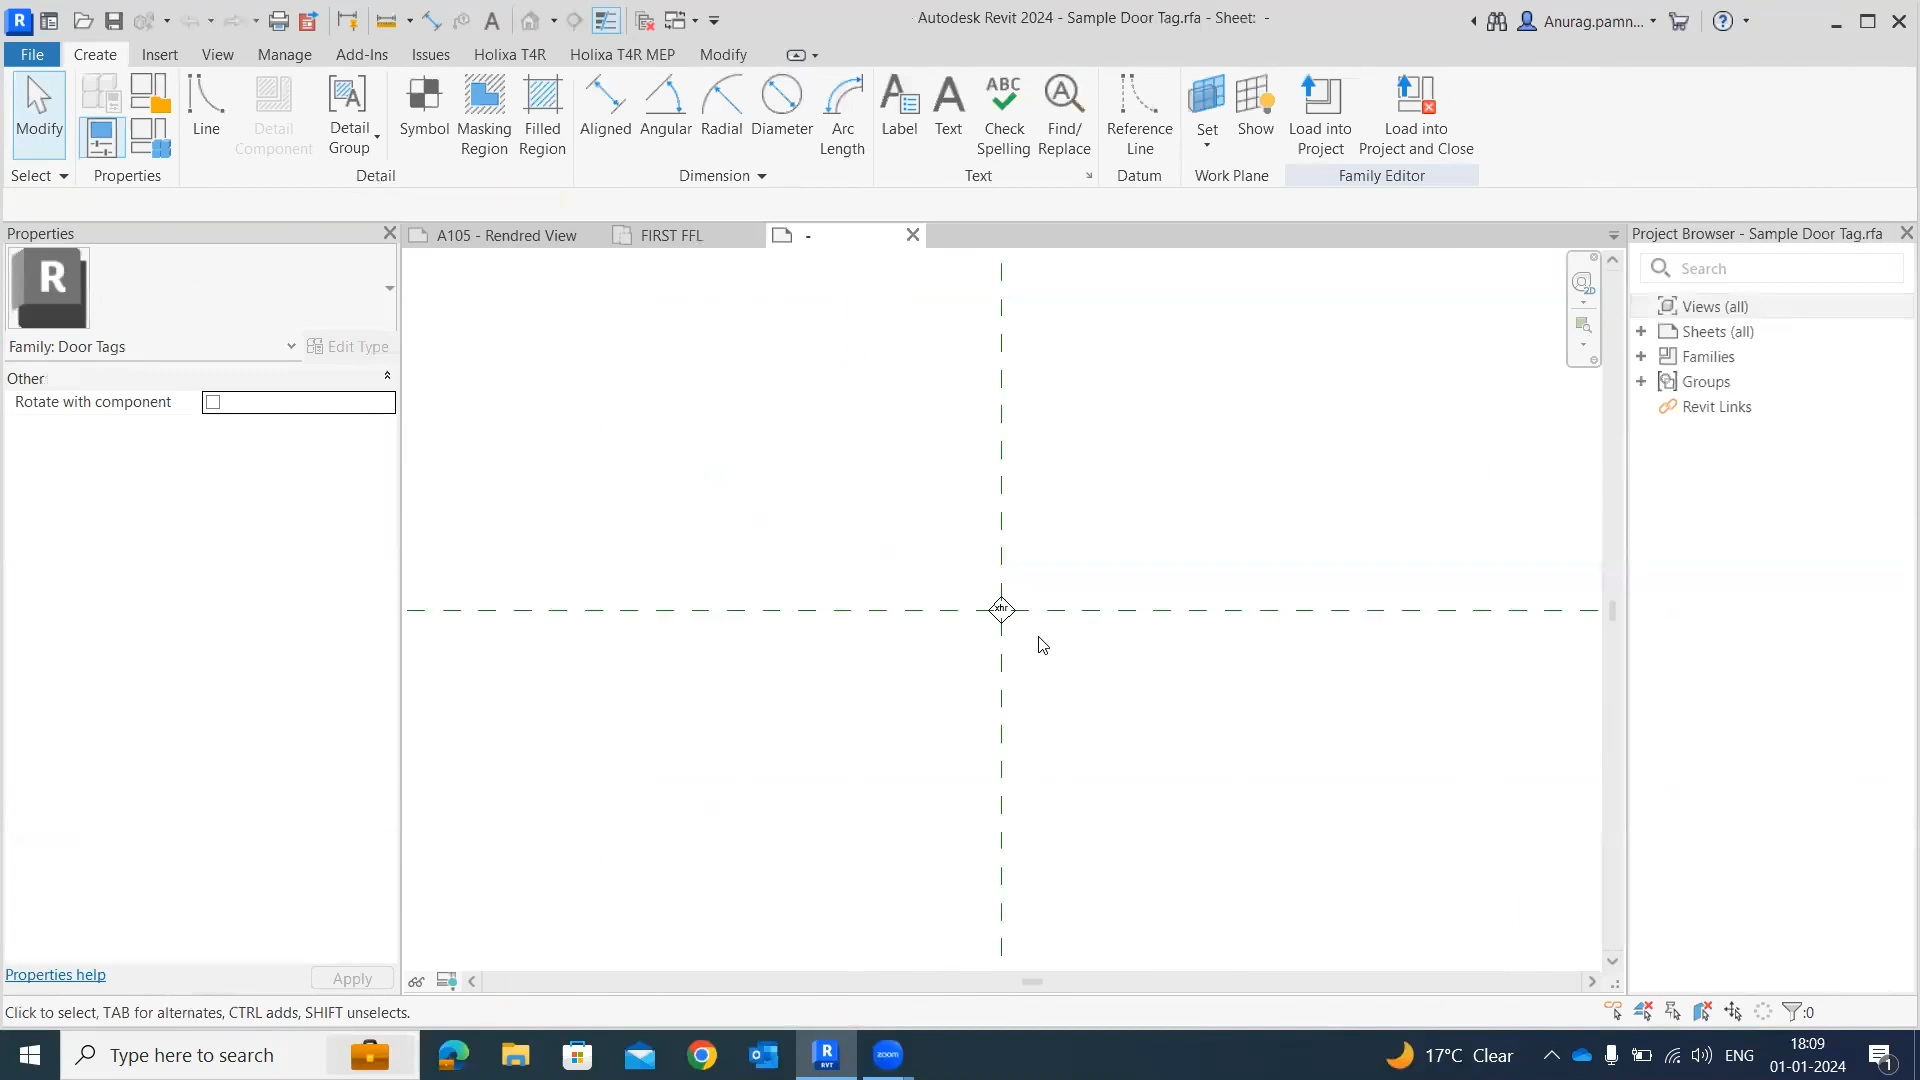 Autodesk Revit 2024 - Sample Door Tag.rfa - Sheet: -
Anurag.pamn...
File Create Insert View Manage Add-Ins Issues Holixa T4R Holixa T4R MEP Modify
Modify
Line
Detail Component
Detail Group
Symbol
Masking Region
Filled Region
Aligned
Angular
Radial
Diameter
Arc Length
Label
Text
ABC
Check Spelling
Find/ Replace
Reference Line
Set
Show
Load into Project
Load into Project and Close
Select Properties Detail Dimension Text Datum Work Plane Family Editor
Properties
A105 - Rendred View
FIRST FFL
-
Project Browser - Sample Door Tag.rfa
R
Search
2D
Views (all)
Sheets (all)
Families
Groups
Revit Links
Family: Door Tags
Edit Type
Other
Rotate with component
xhr
Properties help
Apply
Click to select, TAB for alternates, CTRL adds, SHIFT unselects.
:0
Type here to search
R
RVT
zoom
17°C Clear
ENG
18:09
01-01-2024
1